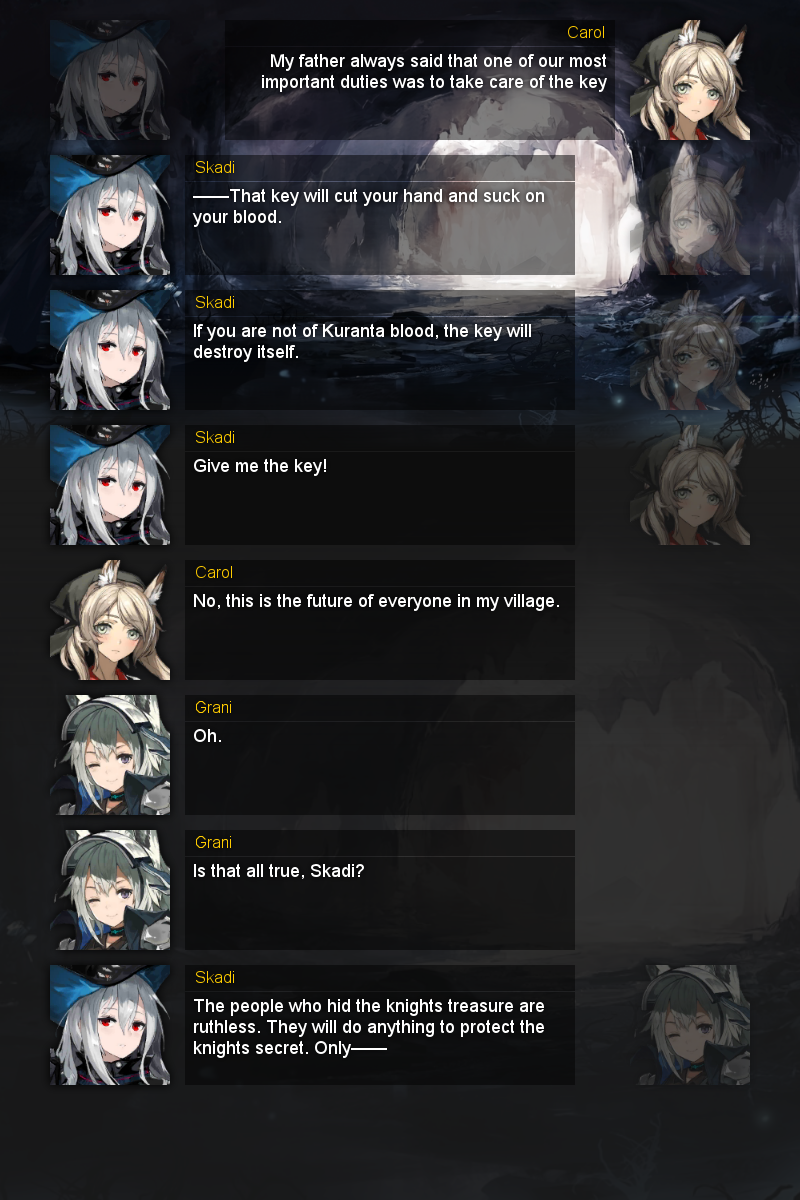 Carol
My father always said that one of our most
important duties was to take care of the key
Skadi
——That key will cut your hand and suck on
your blood.
Skadi
If you are not of Kuranta blood, the key will
destroy itself.
Skadi
Give me the key!
Carol
No, this is the future of everyone in my village.
Grani
Oh.
Grani
Is that all true, Skadi?
Skadi
The people who hid the knights treasure are
ruthless. They will do anything to protect the
knights secret. Only——